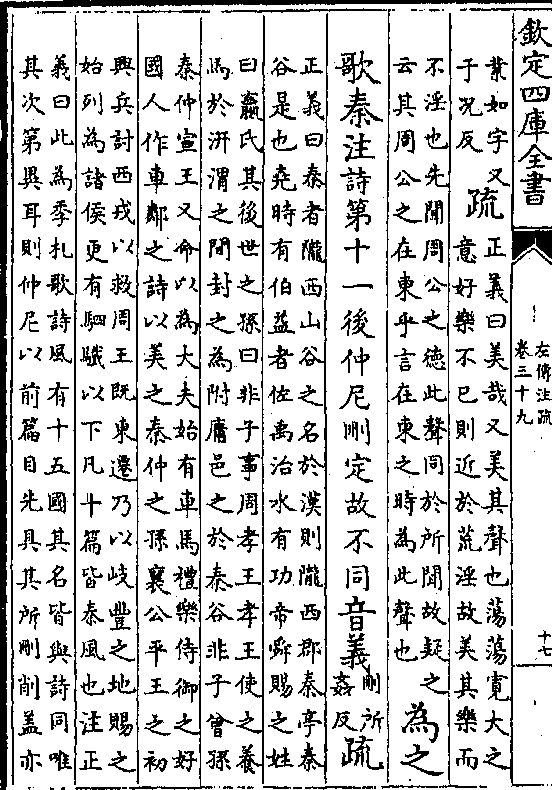 欽定四庫全書
左傳注疏
卷三十九
十七
業如字又
于況反
疏
正義曰美哉又美其聲也蕩蕩寬大之
意好樂不已則近於荒淫故美其樂而
不淫也先聞周公之德此聲同於所聞故疑之
云其周公之在東乎言在東之時為此聲也
為之
歌秦注詩第十一後仲尼刪定故不同音義
刪所
姦反
疏
正義曰秦者隴西山谷之名於漢則隴西郡秦亭秦
谷是也堯時有伯益者佐禹治水有功帝舜賜之姓
曰嬴氏其後世之孫曰非子事周孝王孝王使之養
馬於汧渭之間封之為附庸邑之於秦谷非子曾孫
秦仲宣王又命以為大夫始有車馬禮樂侍御之好
國人作車鄰之詩以美之秦仲之孫襄公平王之初
興兵討西戎以救周王既東遷乃以岐豐之地賜之
始列為諸侯更有駟驖以下凡十篇皆秦風也注正
義曰此為季札歌詩風有十五國其名皆與詩同唯
其次第異耳則仲尼以前篇目先具其所刪削蓋亦